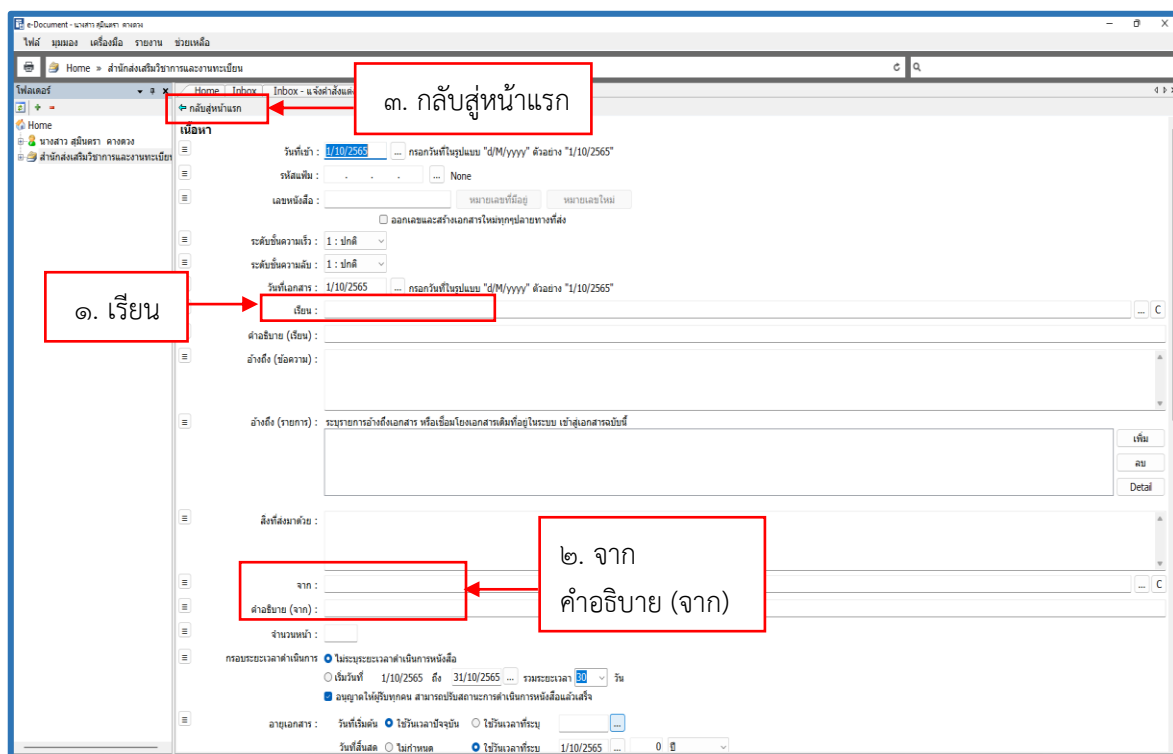 e-Document - นางสาว สุมินตรา ดางดวง
ไฟล์ มุมมอง เครื่องมือ รายงาน ช่วยเหลือ
Home » สำนักส่งเสริมวิชาการและงานทะเบียน
โฟลเดอร์
Home Inbox Inbox - แจ้งคำสั่งแต
กลับสู่หน้าแรก
๓. กลับสู่หน้าแรก
Home
นางสาว สุมินตรา ดางดวง
สำนักส่งเสริมวิชาการและงานทะเบียน
เนื้อหา
วันที่เข้า : 1/10/2565 ... กรอกวันที่ในรูปแบบ "d/M/yyyy" ตัวอย่าง "1/10/2565"
รหัสแฟ้ม : . . . ... None
เลขหนังสือ : หมายเลขที่มีอยู่ หมายเลขใหม่
ออกเลขและสร้างเอกสารใหม่ทุกๆปลายทางที่ส่ง
ระดับชั้นความเร็ว : 1 : ปกติ
ระดับชั้นความลับ : 1 : ปกติ
วันที่เอกสาร : 1/10/2565 ... กรอกวันที่ในรูปแบบ "d/M/yyyy" ตัวอย่าง "1/10/2565"
๑. เรียน
เรียน : ... C
คำอธิบาย (เรียน) :
อ้างถึง (ข้อความ) :
อ้างถึง (รายการ) : ระบุรายการอ้างถึงเอกสาร หรือเชื่อมโยงเอกสารเดิมที่อยู่ในระบบ เข้าสู่เอกสารฉบับนี้
เพิ่ม
ลบ
Detail
สิ่งที่ส่งมาด้วย :
๒. จาก
คำอธิบาย (จาก)
จาก : ... C
คำอธิบาย (จาก) :
จำนวนหน้า :
กรอบระยะเวลาดำเนินการ ไม่ระบุระยะเวลาดำเนินการหนังสือ
เริ่มวันที่ 1/10/2565 ถึง 31/10/2565 ... รวมระยะเวลา 30 วัน
อนุญาตให้ผู้รับทุกคน สามารถปรับสถานะการดำเนินการหนังสือแล้วเสร็จ
อายุเอกสาร : วันที่เริ่มต้น ใช้วันเวลาปัจจุบัน ใช้วันเวลาที่ระบุ ...
วันที่สิ้นสุด ไม่กำหนด ใช้วันเวลาที่ระบุ 1/10/2565 ... 0 ปี